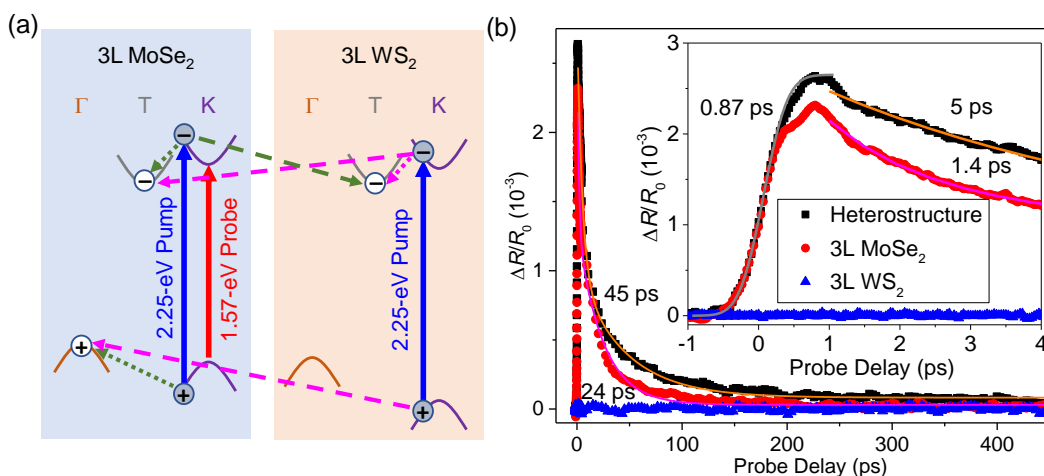 (a)
3L MoSe₂
3L WS₂
Γ
T
K
Γ
T
K
−
−
−
−
2.25-eV Pump
1.57-eV Probe
2.25-eV Pump
+
+
+
(b)
ΔR/R₀ (10⁻³)
2
1
0
45 ps
24 ps
0
100
200
300
400
Probe Delay (ps)
ΔR/R₀ (10⁻³)
3
2
1
0
0.87 ps
5 ps
1.4 ps
Heterostructure
3L MoSe₂
3L WS₂
-1
0
1
2
3
4
Probe Delay (ps)